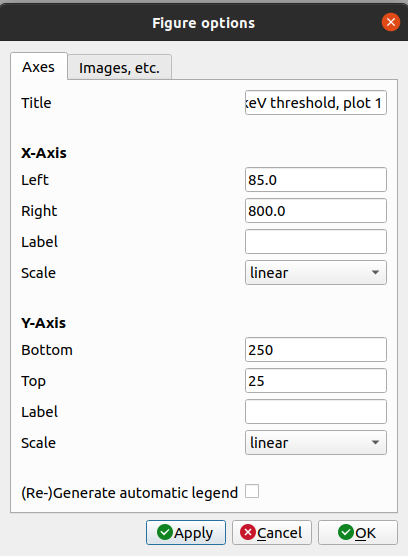 Figure options
Axes
Images, etc.
Title keV threshold, plot 1
X-Axis
Left 85.0
Right 800.0
Label
Scale linear
Y-Axis
Bottom 250
Top 25
Label
Scale linear
(Re-)Generate automatic legend
Apply Cancel OK